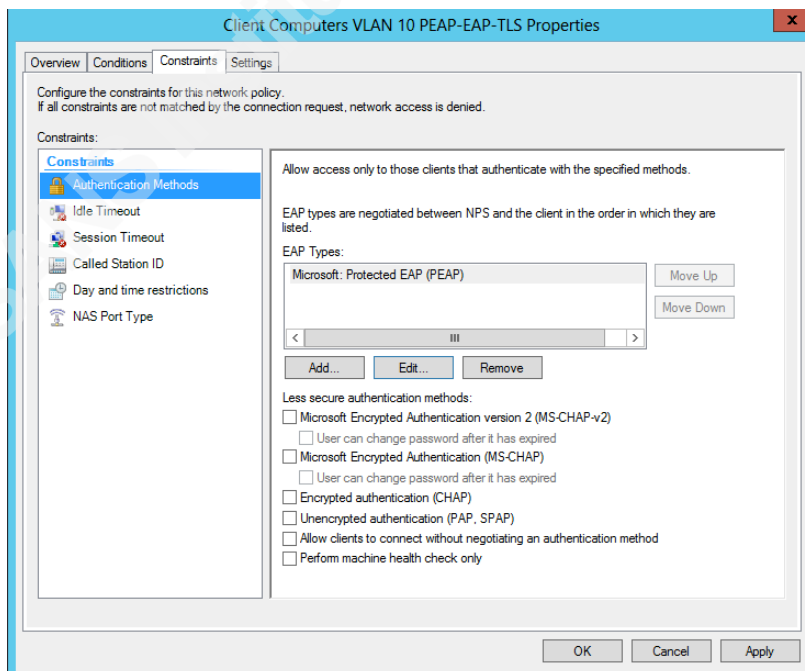 Client Computers VLAN 10 PEAP-EAP-TLS Properties
x
Overview
Conditions
Constraints
Settings
Configure the constraints for this network policy.
If all constraints are not matched by the connection request, network access is denied.
Constraints:
Constraints
Authentication Methods
Idle Timeout
Session Timeout
Called Station ID
Day and time restrictions
NAS Port Type
Allow access only to those clients that authenticate with the specified methods.
EAP types are negotiated between NPS and the client in the order in which they are
listed.
EAP Types:
Microsoft: Protected EAP (PEAP)
Move Up
Move Down
Add...
Edit...
Remove
Less secure authentication methods:
Microsoft Encrypted Authentication version 2 (MS-CHAP-v2)
User can change password after it has expired
Microsoft Encrypted Authentication (MS-CHAP)
User can change password after it has expired
Encrypted authentication (CHAP)
Unencrypted authentication (PAP, SPAP)
Allow clients to connect without negotiating an authentication method
Perform machine health check only
OK
Cancel
Apply